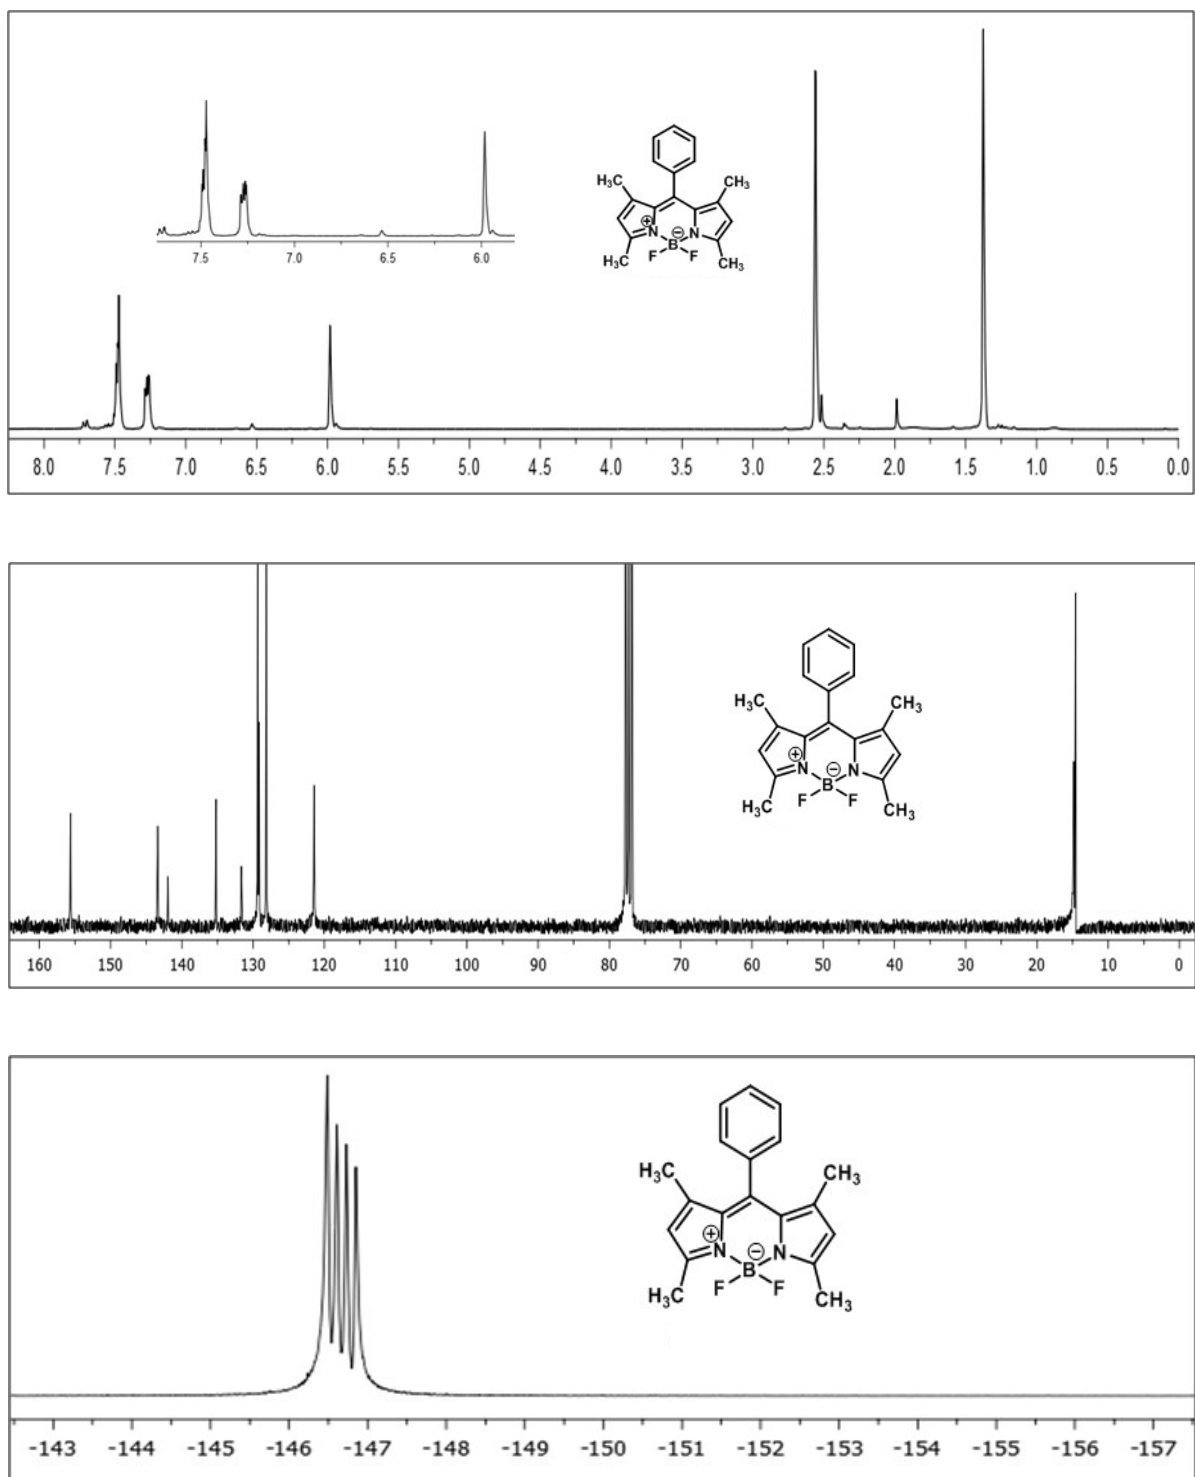 H₃C CH₃
⊕ N ⊖ N
B
H₃C F F CH₃
7.5 7.0 6.5 6.0
8.0 7.5 7.0 6.5 6.0 5.5 5.0 4.5 4.0 3.5 3.0 2.5 2.0 1.5 1.0 0.5 0.0
H₃C CH₃
⊕ N ⊖ N
B
F F
H₃C CH₃
160 150 140 130 120 110 100 90 80 70 60 50 40 30 20 10 0
H₃C CH₃
⊕ N ⊖ N
B
F F
H₃C CH₃
-143 -144 -145 -146 -147 -148 -149 -150 -151 -152 -153 -154 -155 -156 -157